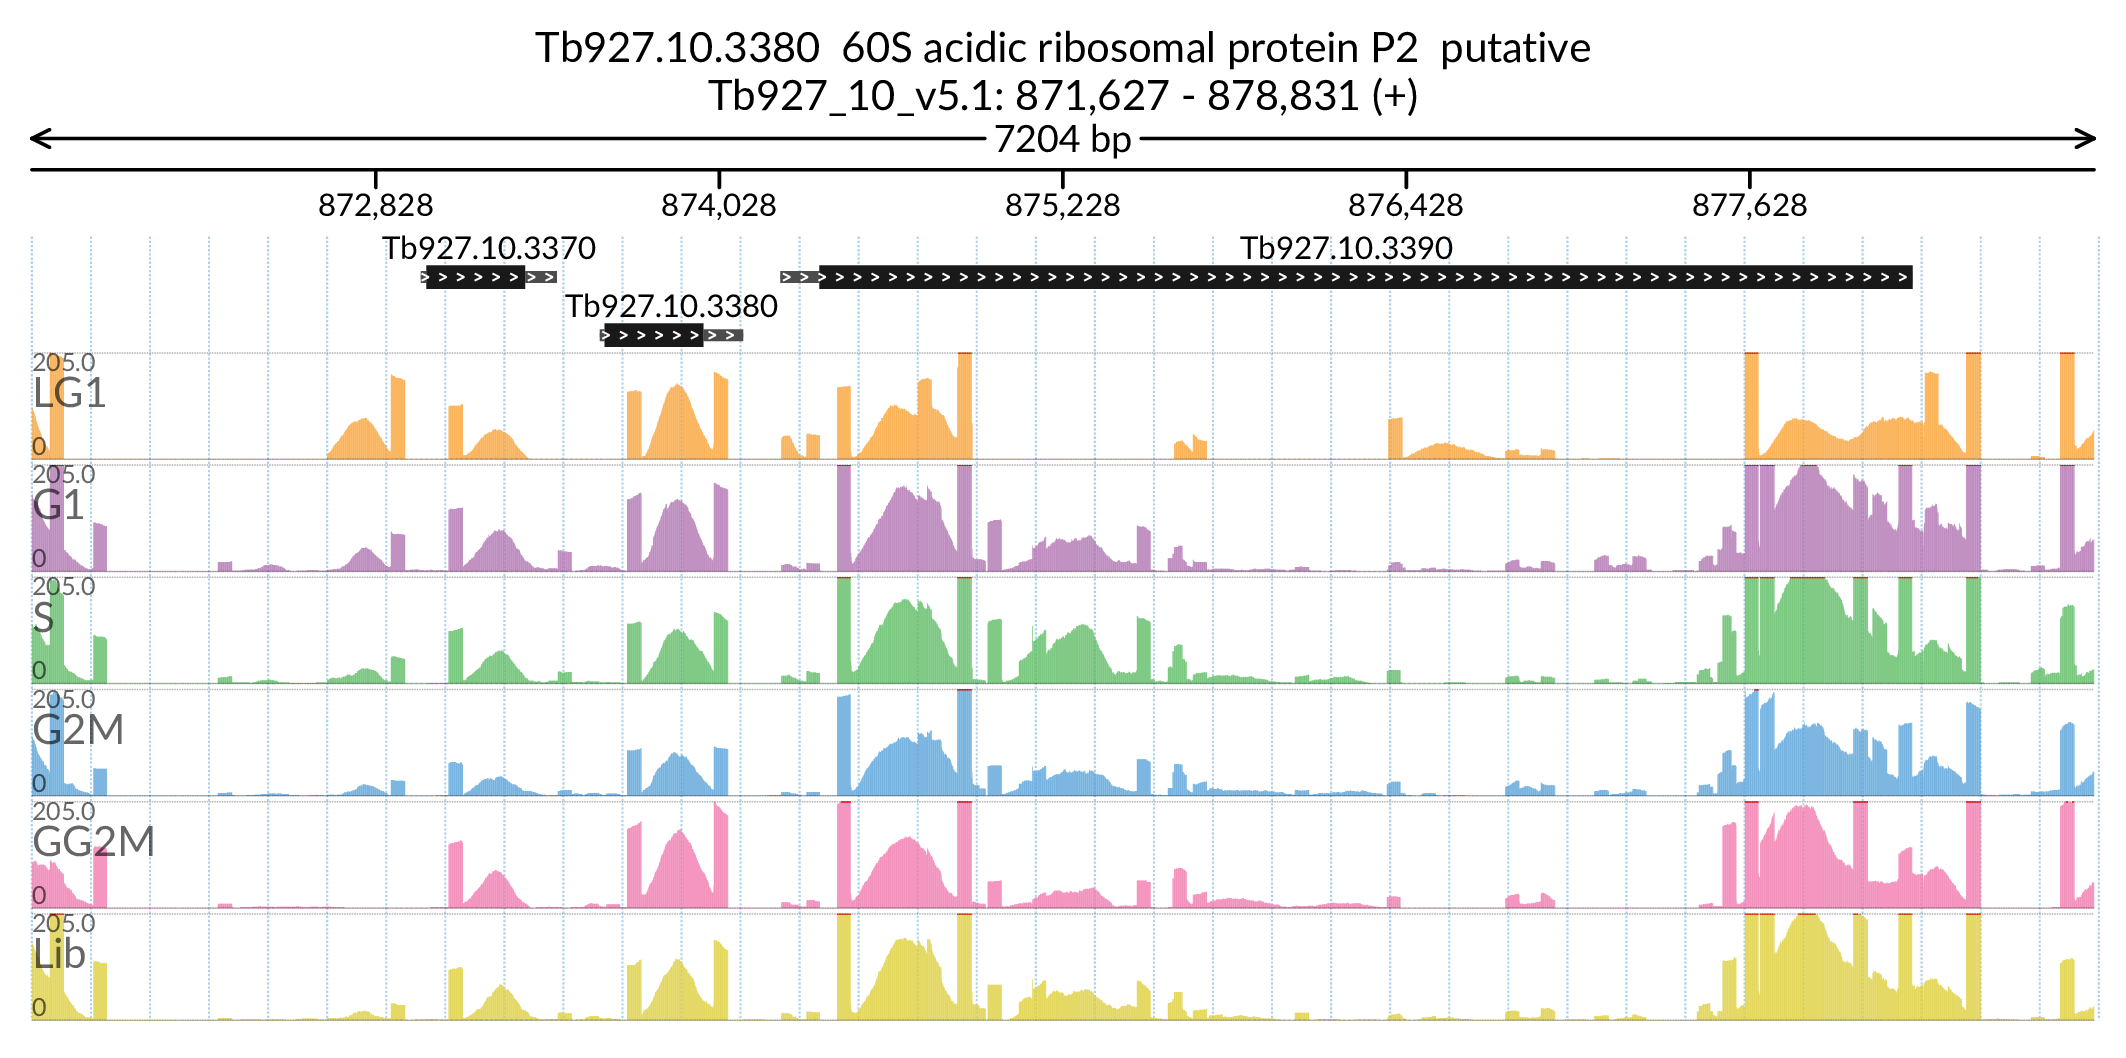 Tb927.10.3380  60S acidic ribosomal protein P2  putative
Tb927_10_v5.1: 871,627 - 878,831 (+)
7204 bp
872,828 874,028 875,228 876,428 877,628
Tb927.10.3370 Tb927.10.3390
Tb927.10.3380
205.0
LG1
0
205.0
G1
0
205.0
S
0
205.0
G2M
0
205.0
GG2M
0
205.0
Lib
0